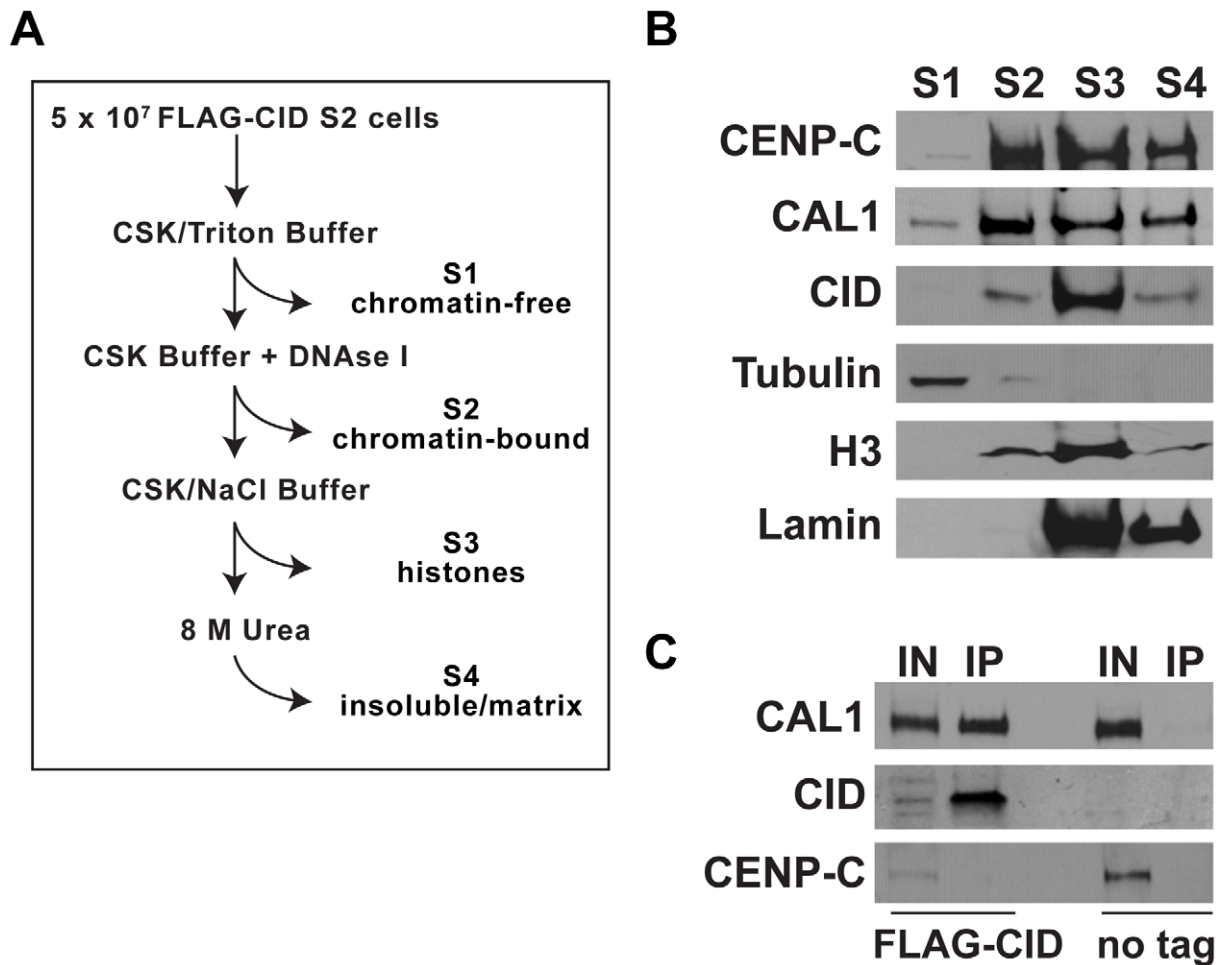 A
5 x 10⁷ FLAG-CID S2 cells
CSK/Triton Buffer
S1
chromatin-free
CSK Buffer + DNAse I
S2
chromatin-bound
CSK/NaCl Buffer
S3
histones
8 M Urea
S4
insoluble/matrix
B
S1 S2 S3 S4
CENP-C
CAL1
CID
Tubulin
H3
Lamin
C
IN IP IN IP
CAL1
CID
CENP-C
FLAG-CID no tag